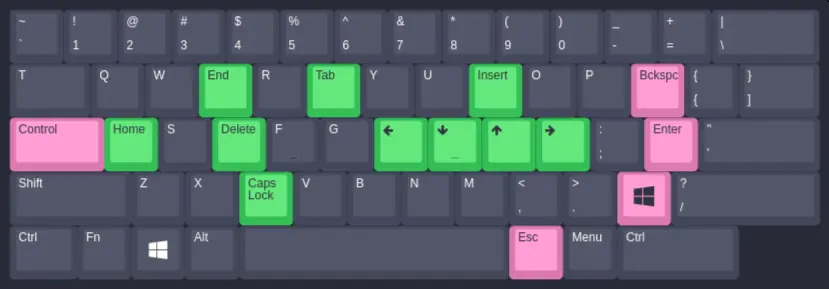 ~ ! @ # $ % ^ & * ( ) _ + |
` 1 2 3 4 5 6 7 8 9 0 - = \
T Q W End R Tab Y U Insert O P Bckspc { }
{ ]
Control Home S Delete F G ← ↓ ↑ → : Enter "
_ _ ; '
Shift Z X Caps V B N M < > ?
Lock , . /
Ctrl Fn Alt Esc Menu Ctrl